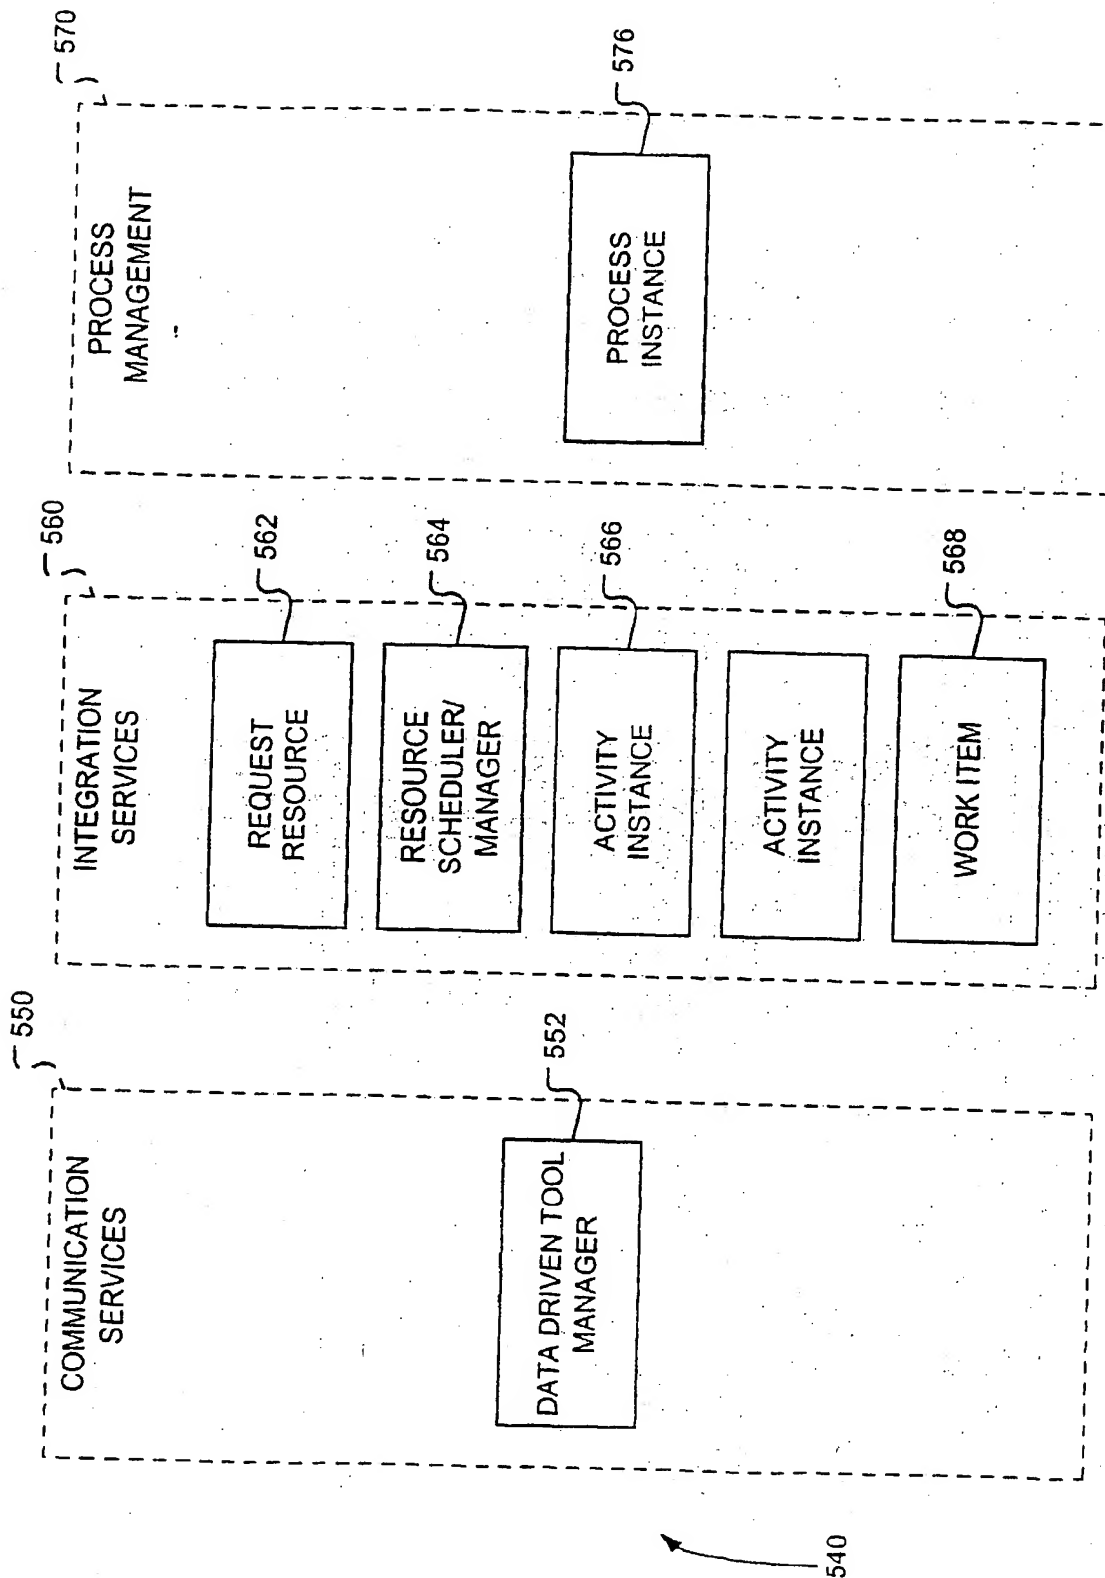 550
COMMUNICATION
SERVICES
552
DATA DRIVEN TOOL
MANAGER
560
INTEGRATION
SERVICES
562
REQUEST
RESOURCE
564
RESOURCE
SCHEDULER/
MANAGER
566
ACTIVITY
INSTANCE
ACTIVITY
INSTANCE
568
WORK ITEM
570
PROCESS
MANAGEMENT
576
PROCESS
INSTANCE
540